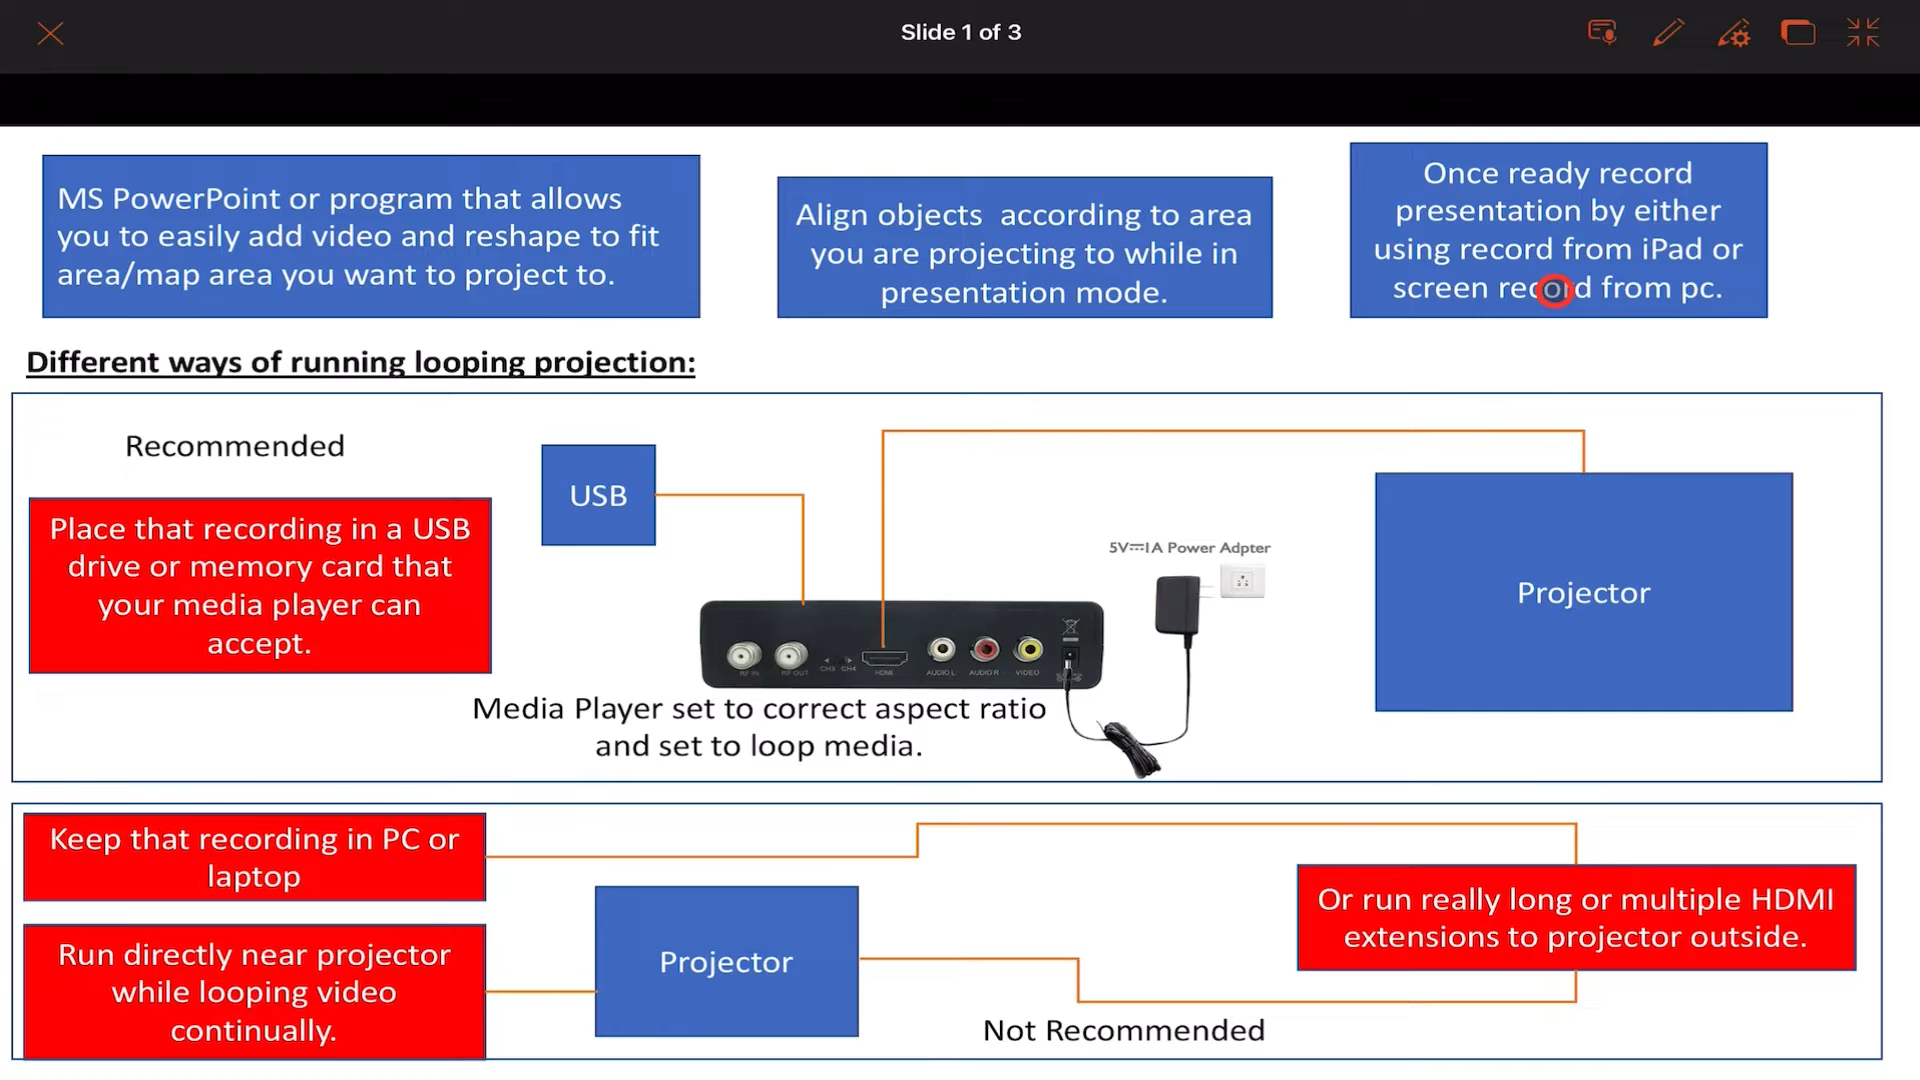 Slide 1 of 3
MS PowerPoint or program that allows
you to easily add video and reshape to fit
area/map area you want to project to.
Align objects according to area
you are projecting to while in
presentation mode.
Once ready record
presentation by either
using record from iPad or
screen record from pc.
Different ways of running looping projection:
Recommended
Place that recording in a USB
drive or memory card that
your media player can
accept.
USB
5V⎓1A Power Adpter
Projector
RF IN
RF OUT
CH3
CH4
HDMI
AUDIO L
AUDIO R
VIDEO
Media Player set to correct aspect ratio
and set to loop media.
Keep that recording in PC or
laptop
Run directly near projector
while looping video
continually.
Projector
Or run really long or multiple HDMI
extensions to projector outside.
Not Recommended